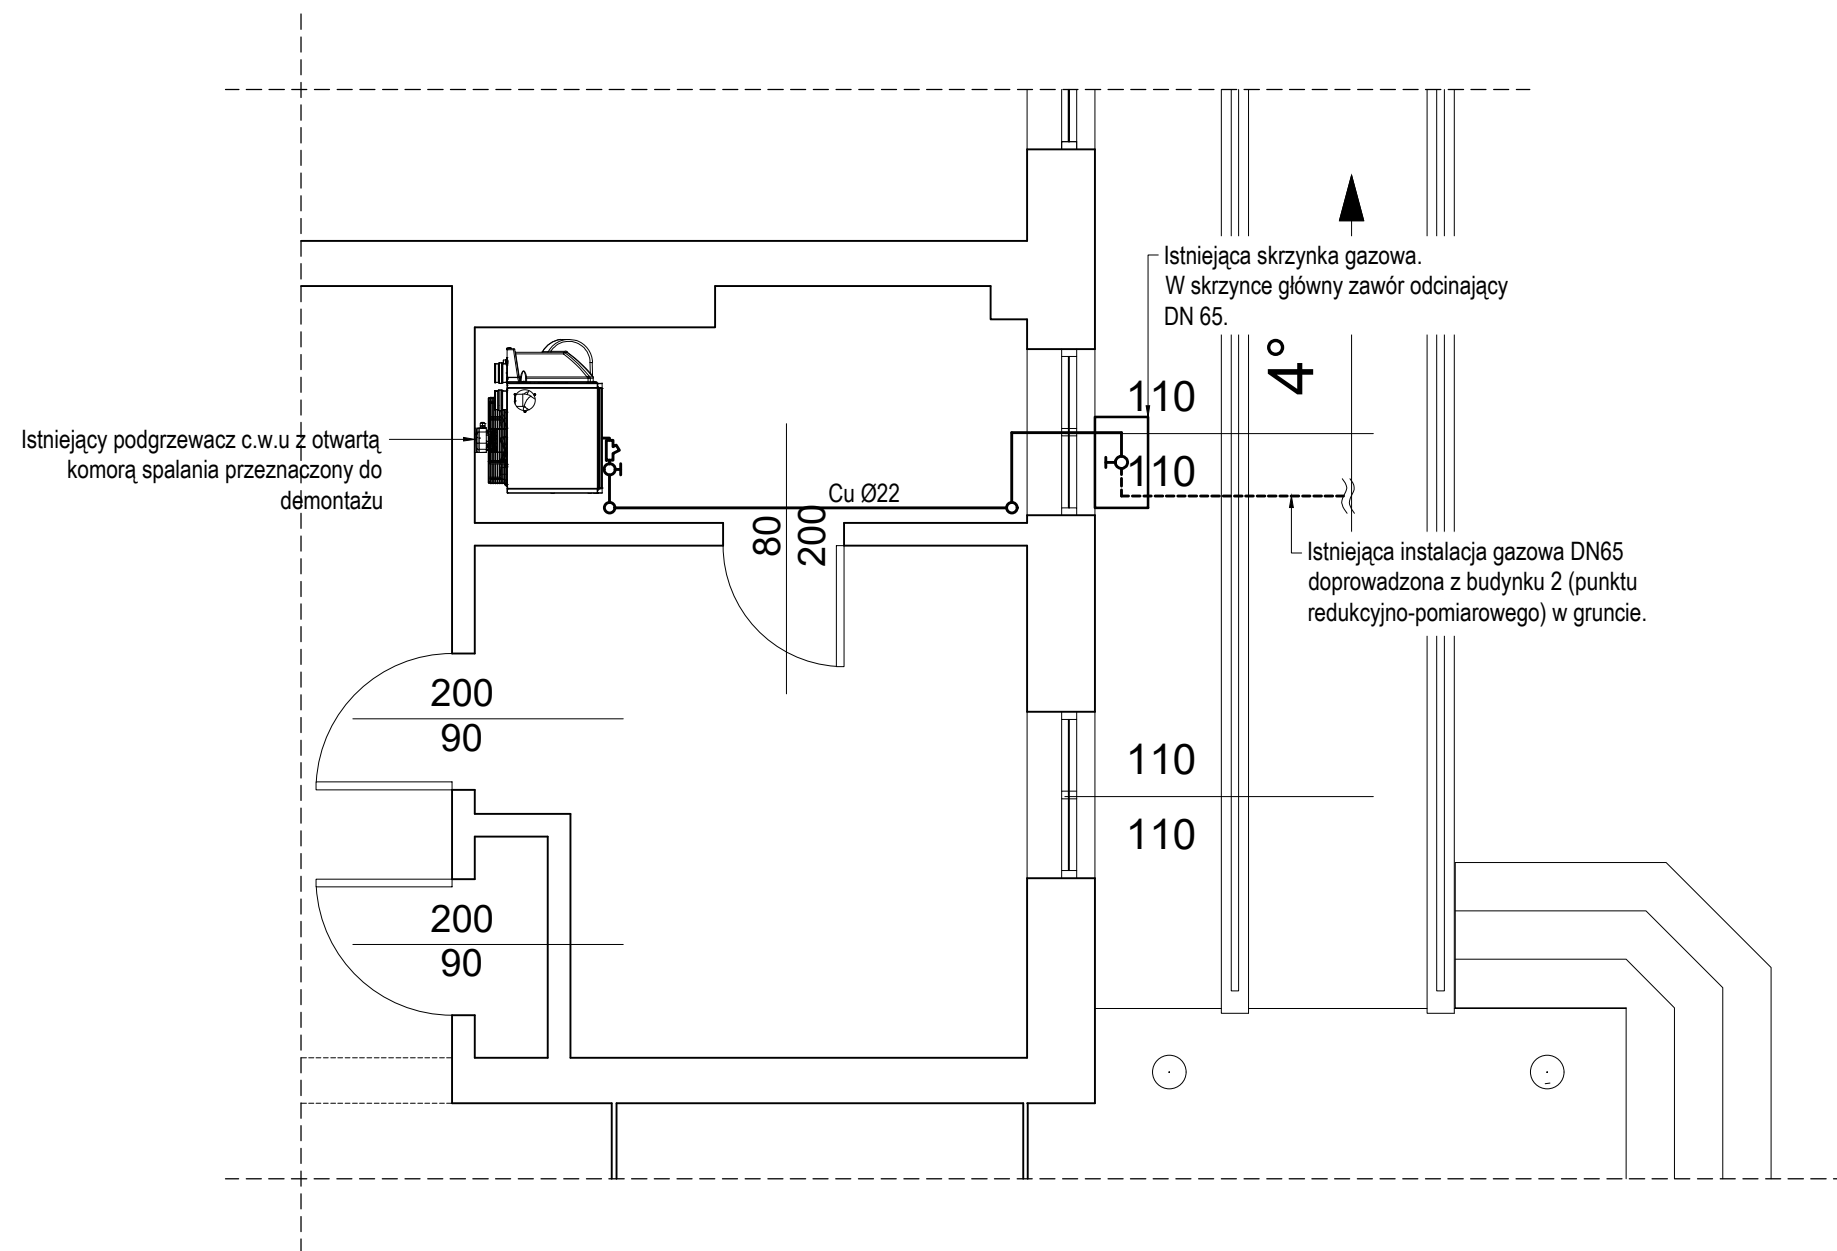 Istniejąca skrzynka gazowa.
W skrzynce główny zawór odcinający
DN 65.
4°
110
110
Istniejący podgrzewacz c.w.u z otwartą
komorą spalania przeznaczony do
demontażu
Cu Ø22
80
200
Istniejąca instalacja gazowa DN65
doprowadzona z budynku 2 (punktu
redukcyjno-pomiarowego) w gruncie.
200
90
110
110
200
90